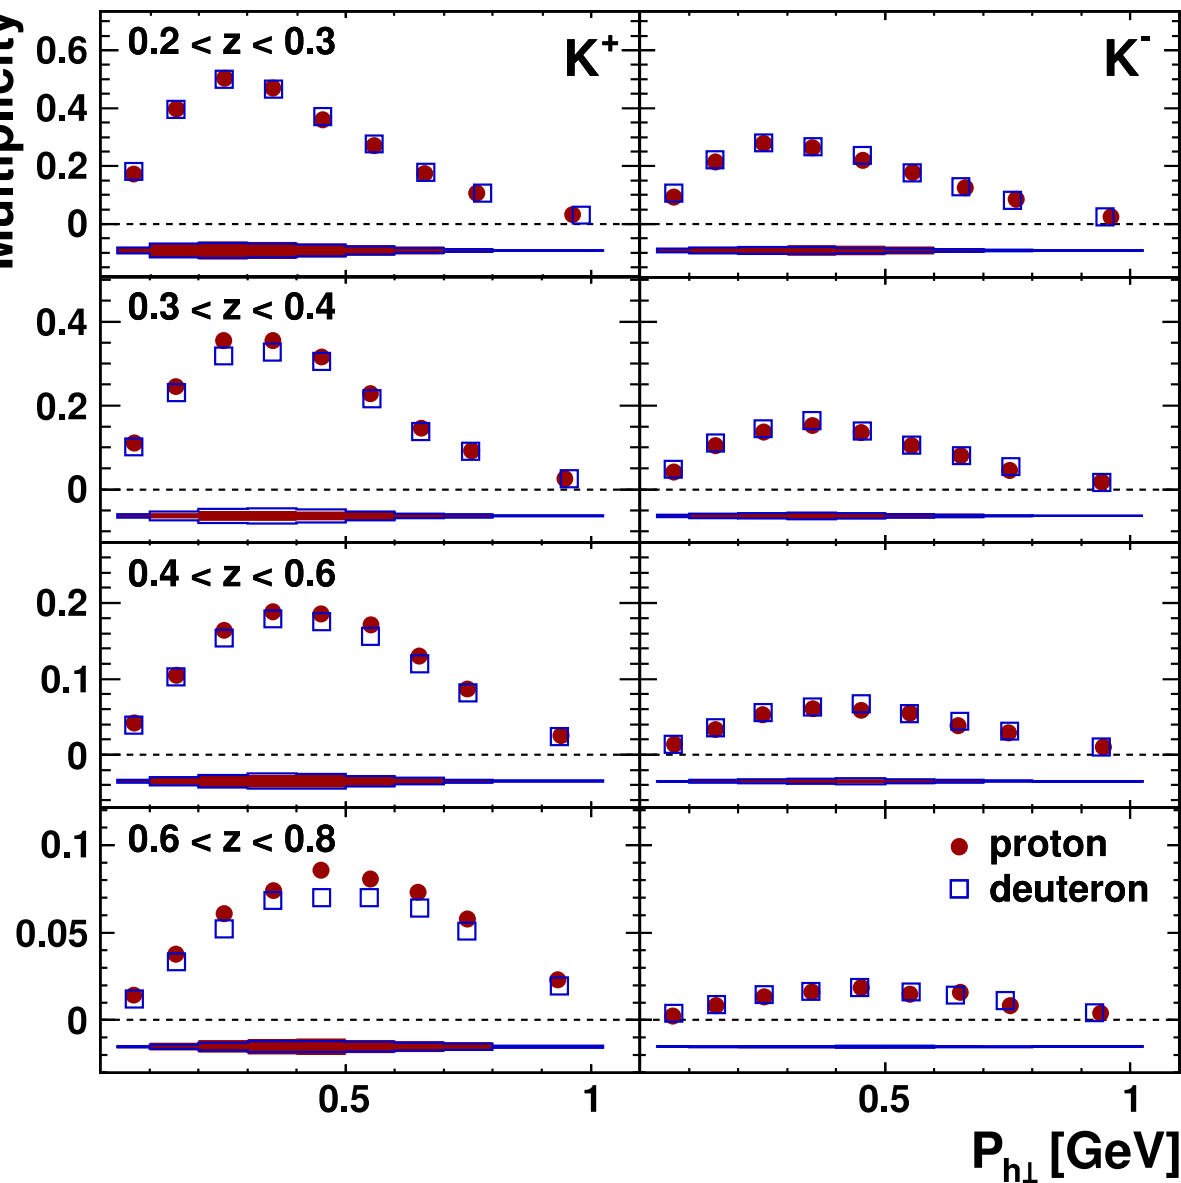 Multiplicity
0.2 < z < 0.3
K+
K-
0.6
0.4
0.2
0
0.3 < z < 0.4
0.4
0.2
0
0.4 < z < 0.6
0.2
0.1
0
0.6 < z < 0.8
0.1
0.05
0
proton
deuteron
0.5
1
0.5
1
Ph⊥ [GeV]